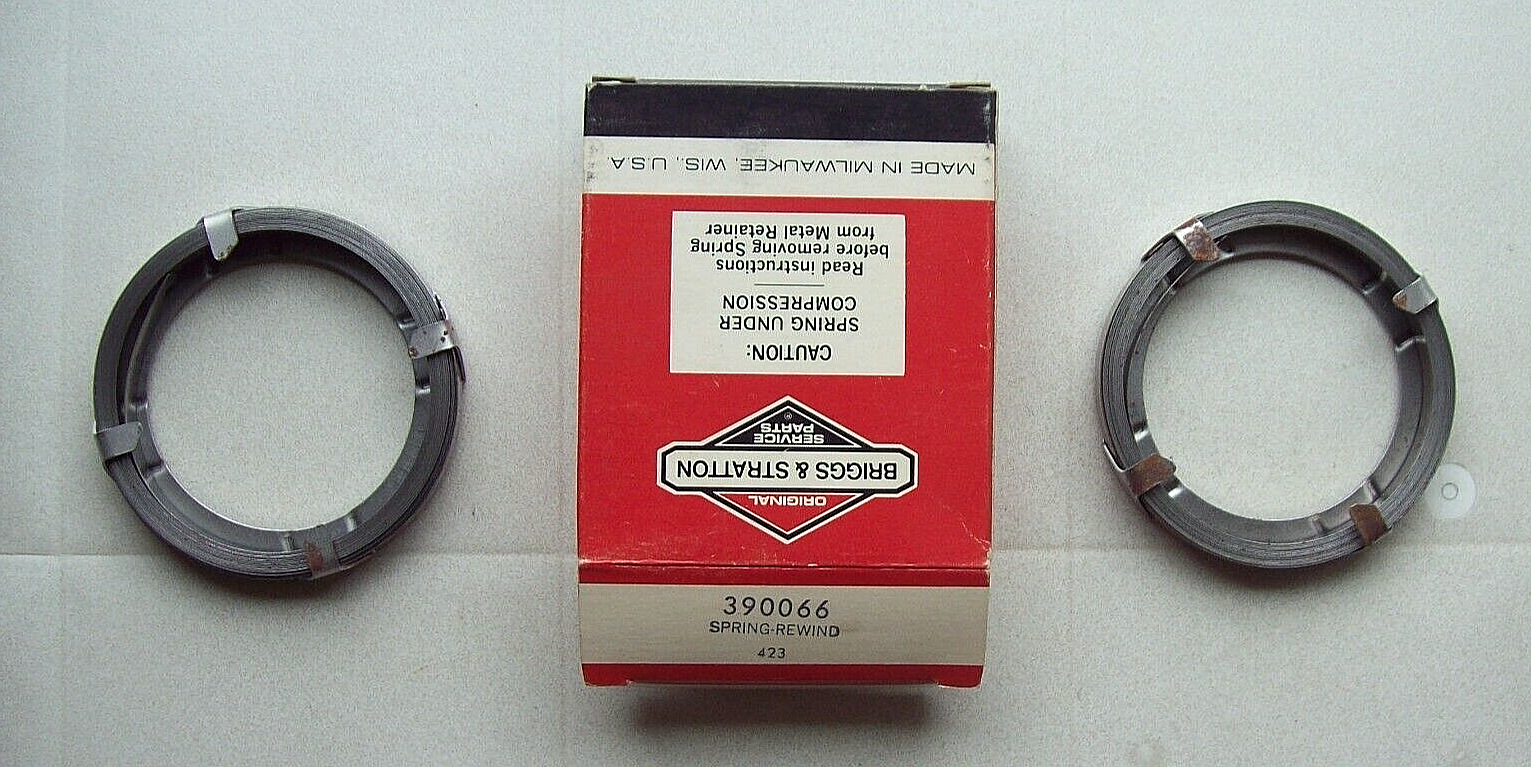 MADE IN MILWAUKEE, WIS., U.S.A.
ORIGINAL
BRIGGS & STRATTON
SERVICE
PARTS
®
CAUTION:
SPRING UNDER
COMPRESSION
Read instructions
before removing Spring
from Metal Retainer
390066
SPRING-REWIND
423